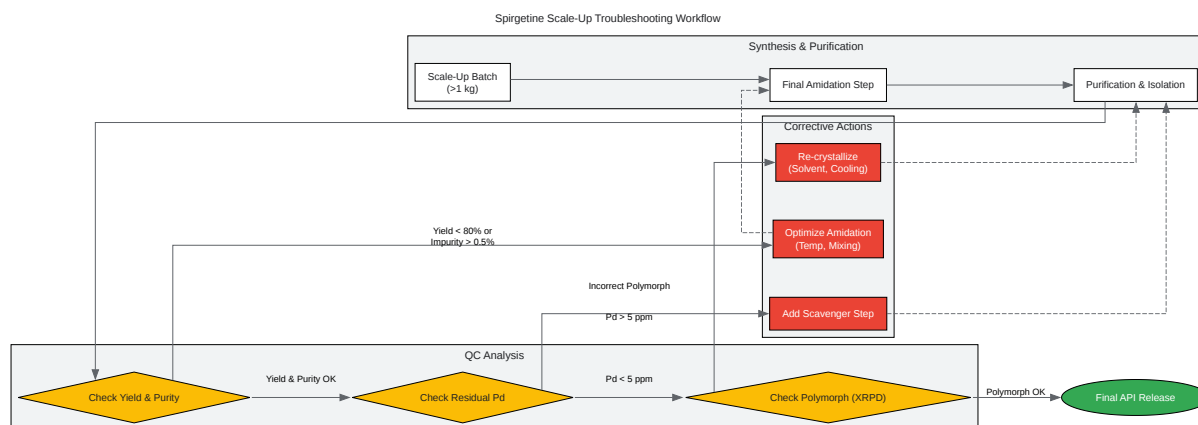 Spirgetine Scale-Up Troubleshooting Workflow
Synthesis & Purification
Scale-Up Batch
(>1 kg)
Final Amidation Step
Purification & Isolation
Corrective Actions
Re-crystallize
(Solvent, Cooling)
Yield < 80% or
Impurity > 0.5%
Optimize Amidation
(Temp, Mixing)
Incorrect Polymorph
Pd > 5 ppm
Add Scavenger Step
QC Analysis
Check Yield & Purity
Yield & Purity OK
Check Residual Pd
Pd < 5 ppm
Check Polymorph (XRPD)
Polymorph OK
Final API Release